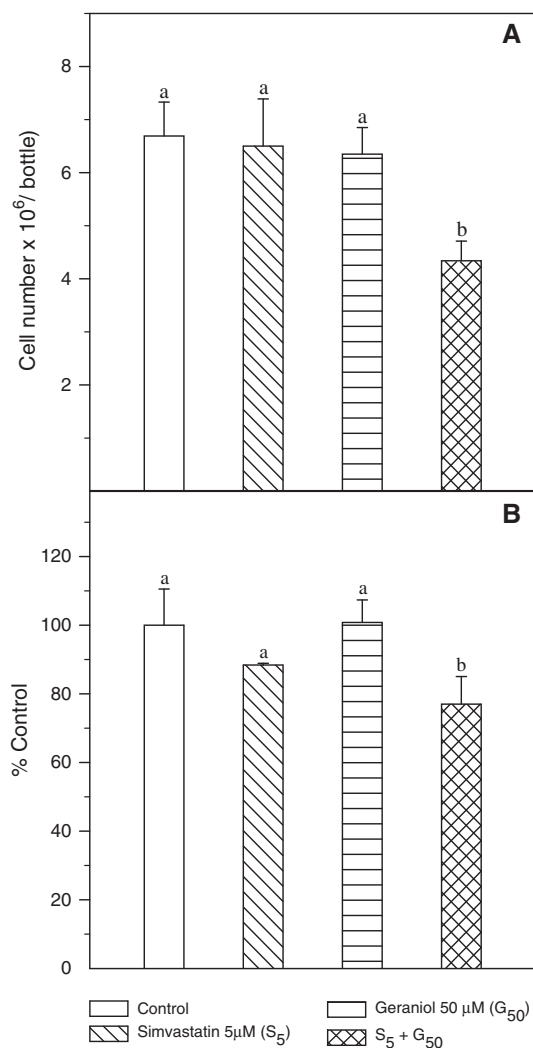 A
8
6
4
2
Cell number x 10⁶/ bottle)
a
a
a
b
B
120
100
80
60
40
20
0
% Control
a
a
a
b
Control
Geraniol 50 μM (G₅₀)
Simvastatin 5μM (S₅)
S₅ + G₅₀